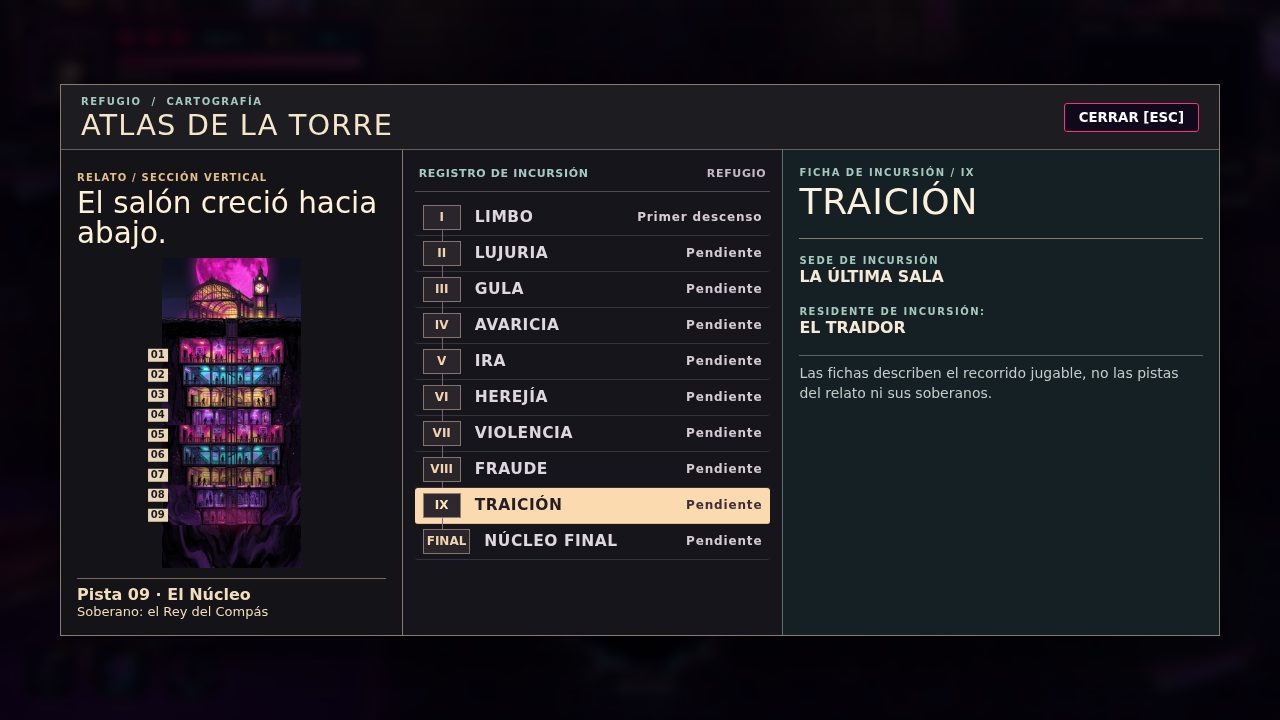 REFUGIO / CARTOGRAFÍA
ATLAS DE LA TORRE
CERRAR [ESC]
RELATO / SECCIÓN VERTICAL
El salón creció hacia
abajo.
01
02
03
04
05
06
07
08
09
Pista 09 · El Núcleo
Soberano: el Rey del Compás
REGISTRO DE INCURSIÓN REFUGIO
I LIMBO Primer descenso
II LUJURIA Pendiente
III GULA Pendiente
IV AVARICIA Pendiente
V IRA Pendiente
VI HEREJÍA Pendiente
VII VIOLENCIA Pendiente
VIII FRAUDE Pendiente
IX TRAICIÓN Pendiente
FINAL NÚCLEO FINAL Pendiente
FICHA DE INCURSIÓN / IX
TRAICIÓN
SEDE DE INCURSIÓN
LA ÚLTIMA SALA
RESIDENTE DE INCURSIÓN:
EL TRAIDOR
Las fichas describen el recorrido jugable, no las pistas
del relato ni sus soberanos.